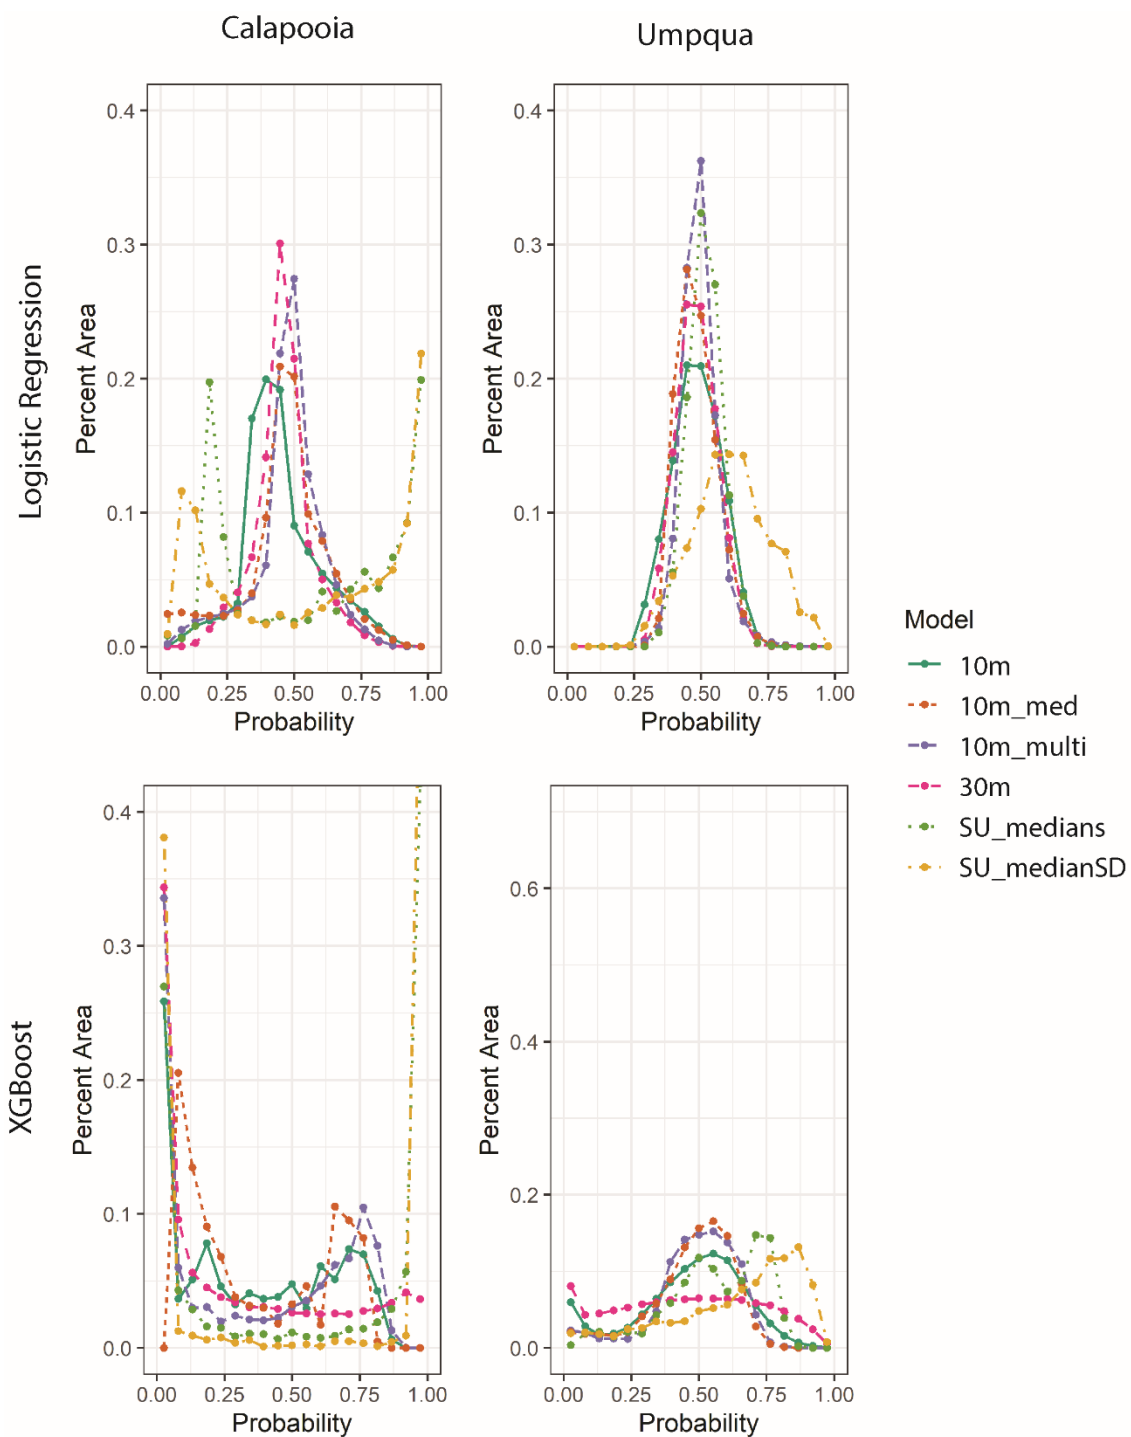 Calapooia
Umpqua
Logistic Regression
Percent Area
0.4
0.3
0.2
0.1
0.0
0.00 0.25 0.50 0.75 1.00
Probability
Percent Area
0.4
0.3
0.2
0.1
0.0
0.00 0.25 0.50 0.75 1.00
Probability
Model
10m
10m_med
10m_multi
30m
SU_medians
SU_medianSD
XGBoost
Percent Area
0.4
0.3
0.2
0.1
0.0
0.00 0.25 0.50 0.75 1.00
Probability
Percent Area
0.6
0.4
0.2
0.0
0.00 0.25 0.50 0.75 1.00
Probability